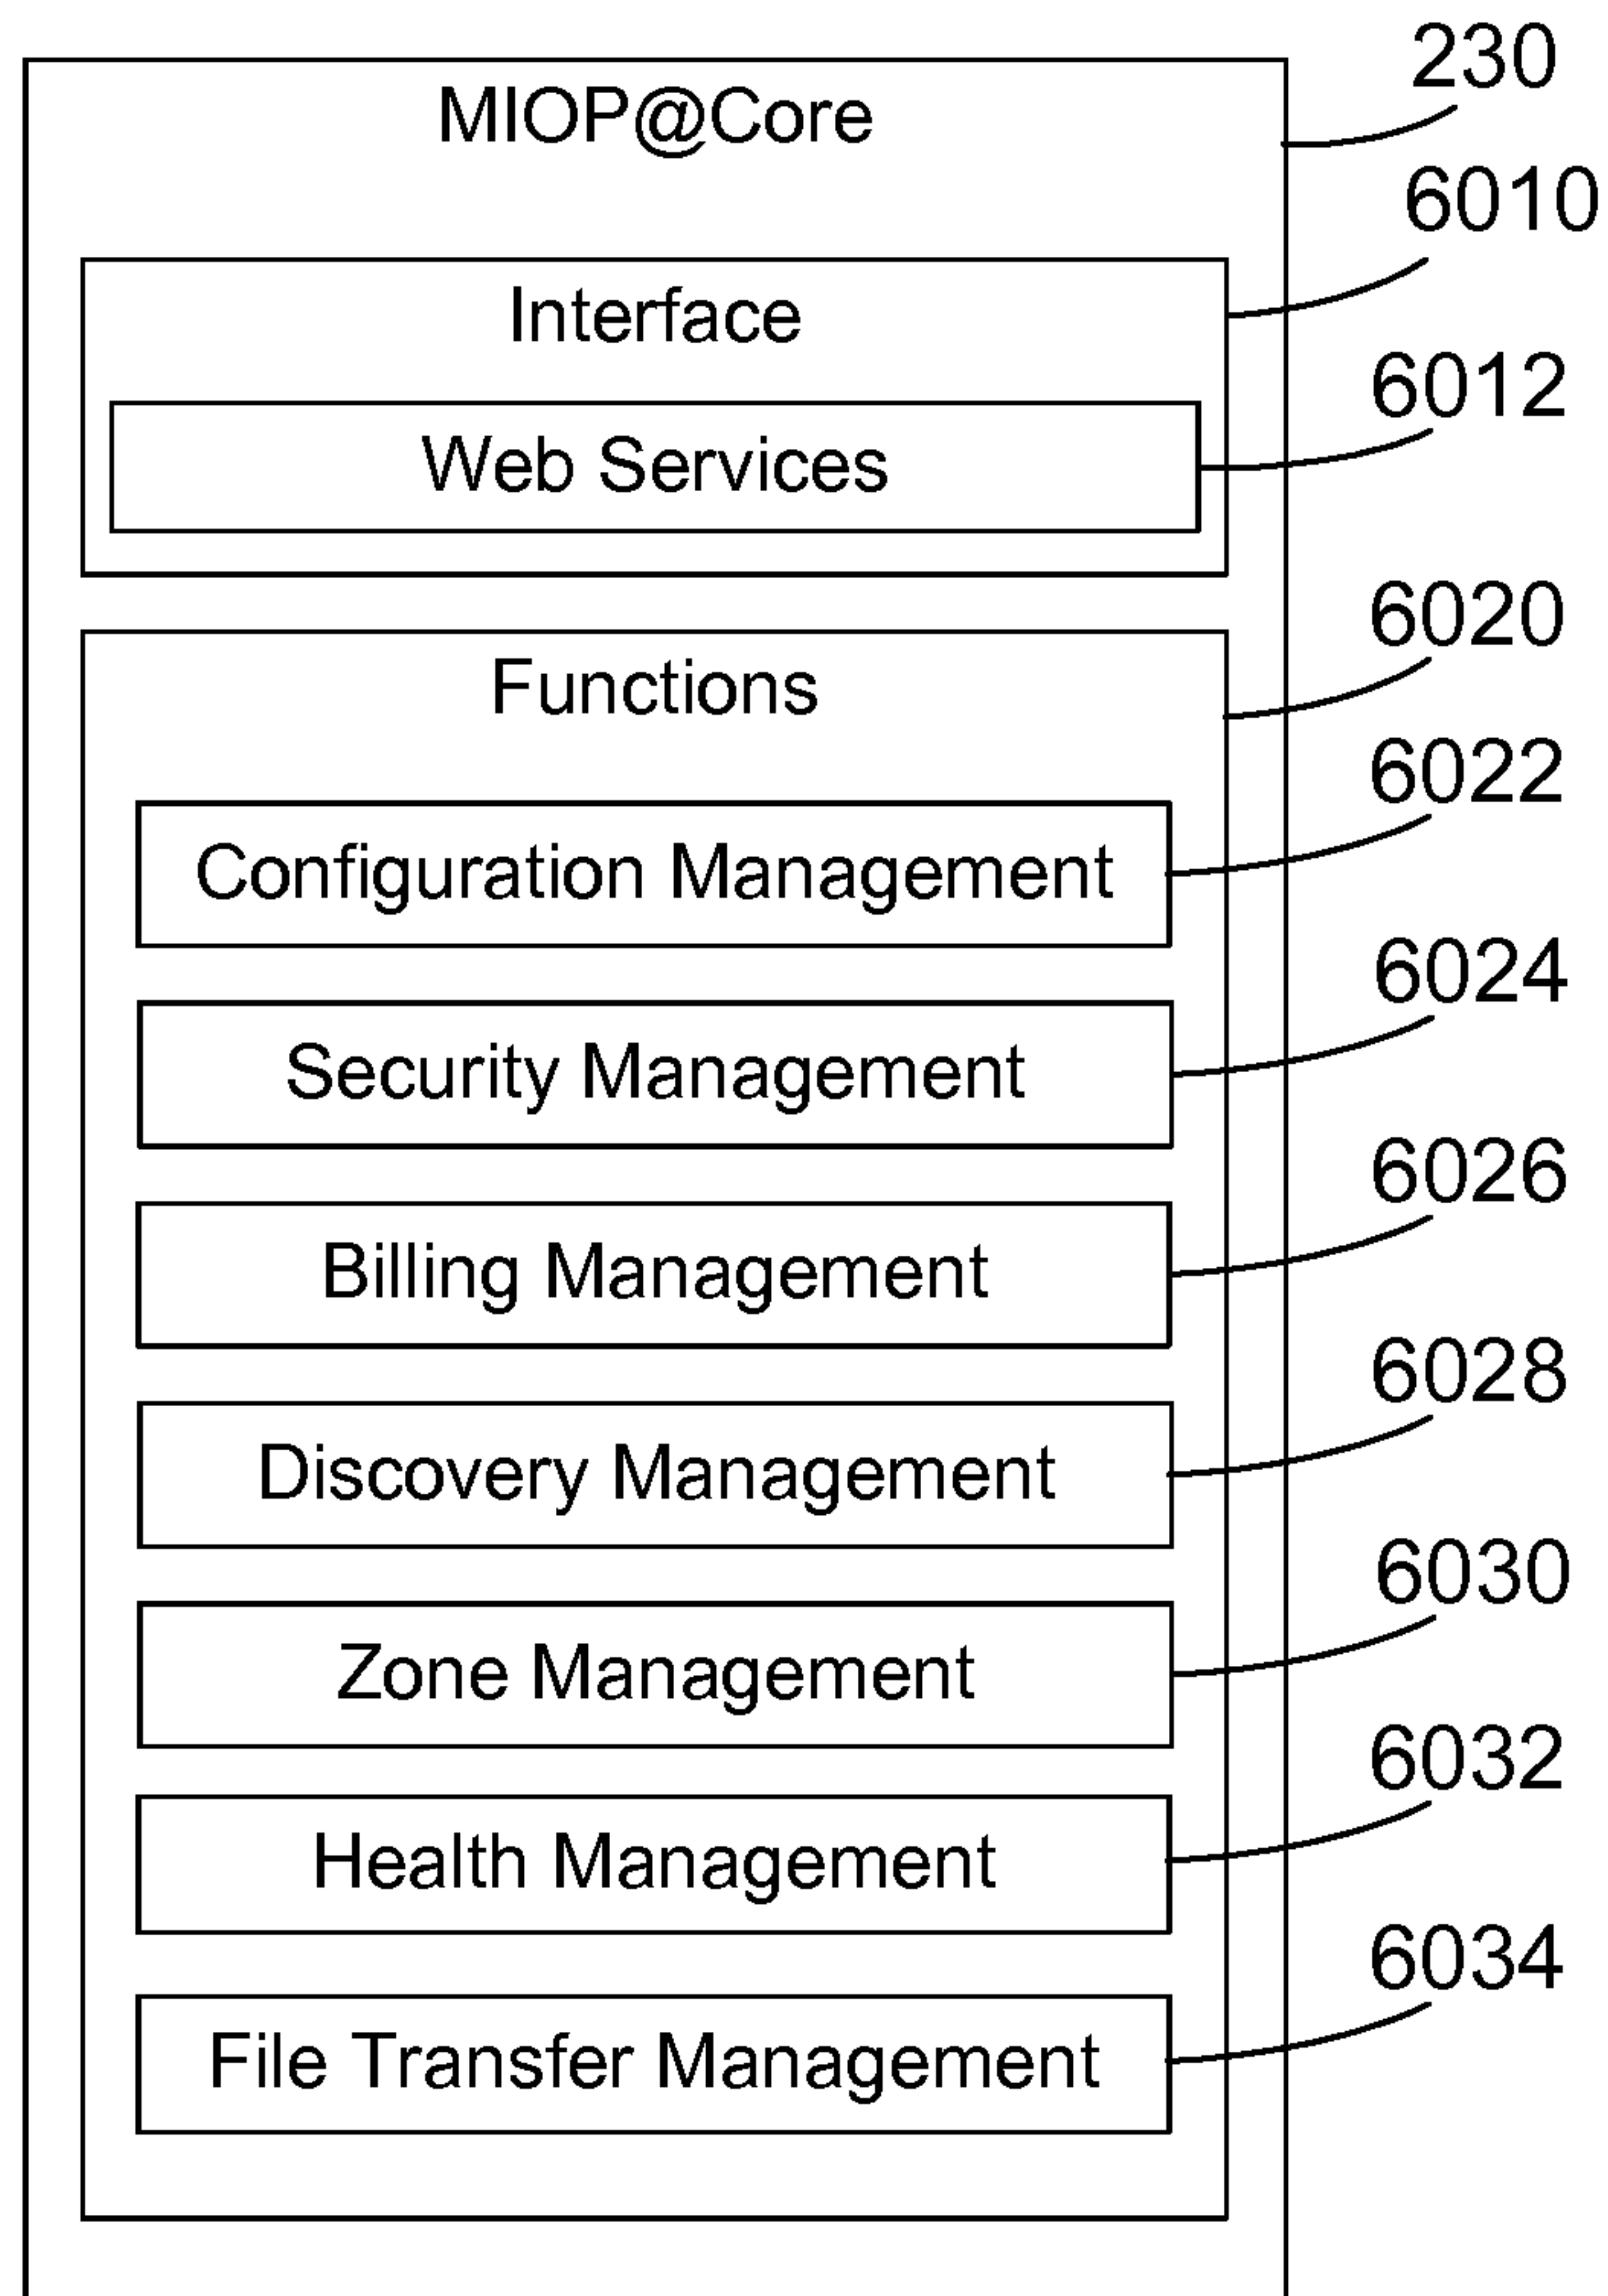 230
MIOP@Core
6010
Interface
6012
Web Services
6020
Functions
6022
Configuration Management
6024
Security Management
6026
Billing Management
6028
Discovery Management
6030
Zone Management
6032
Health Management
6034
File Transfer Management